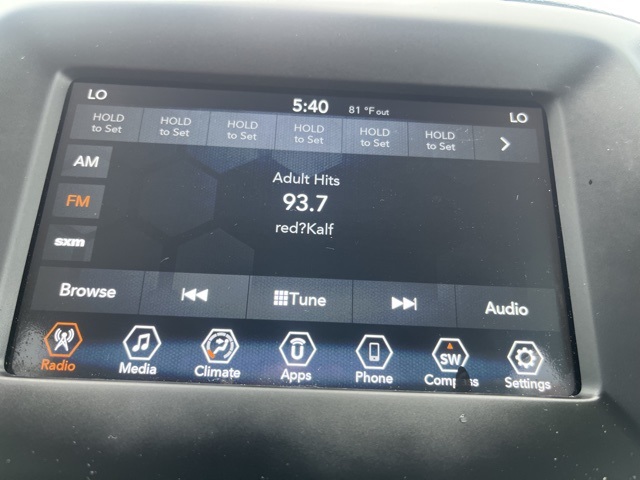 LO 5:40 81 °F out LO
HOLD to Set
HOLD to Set
HOLD to Set
HOLD to Set
HOLD to Set
HOLD to Set
AM
FM
sxm
Adult Hits
93.7
red?Kalf
Browse Tune Audio
Radio Media Climate Apps Phone SW Compass Settings